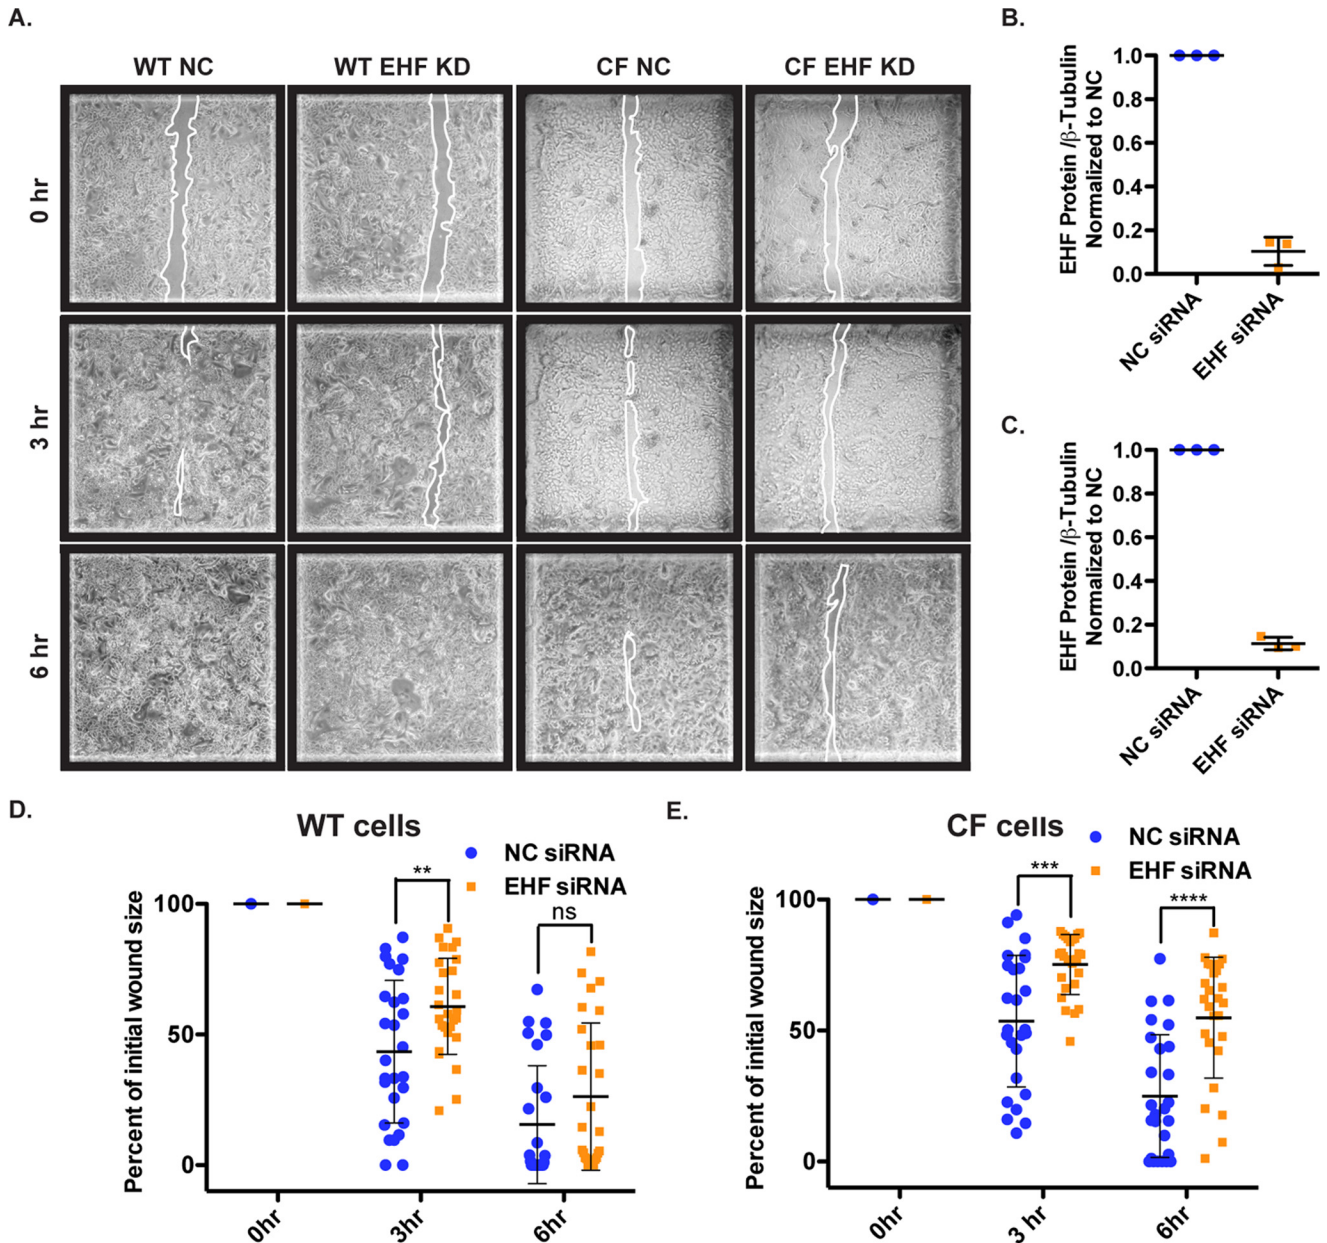 A.
WT NC
WT EHF KD
CF NC
CF EHF KD
0 hr
3 hr
6 hr
B.
EHF Protein /β-Tubulin
Normalized to NC
1.0
0.8
0.6
0.4
0.2
0.0
NC siRNA
EHF siRNA
C.
EHF Protein /β-Tubulin
Normalized to NC
1.0
0.8
0.6
0.4
0.2
0.0
NC siRNA
EHF siRNA
D.
WT cells
NC siRNA
EHF siRNA
**
ns
Percent of initial wound size
100
50
0
0hr
3hr
6hr
E.
CF cells
NC siRNA
EHF siRNA
***
****
Percent of initial wound size
100
50
0
0hr
3 hr
6hr